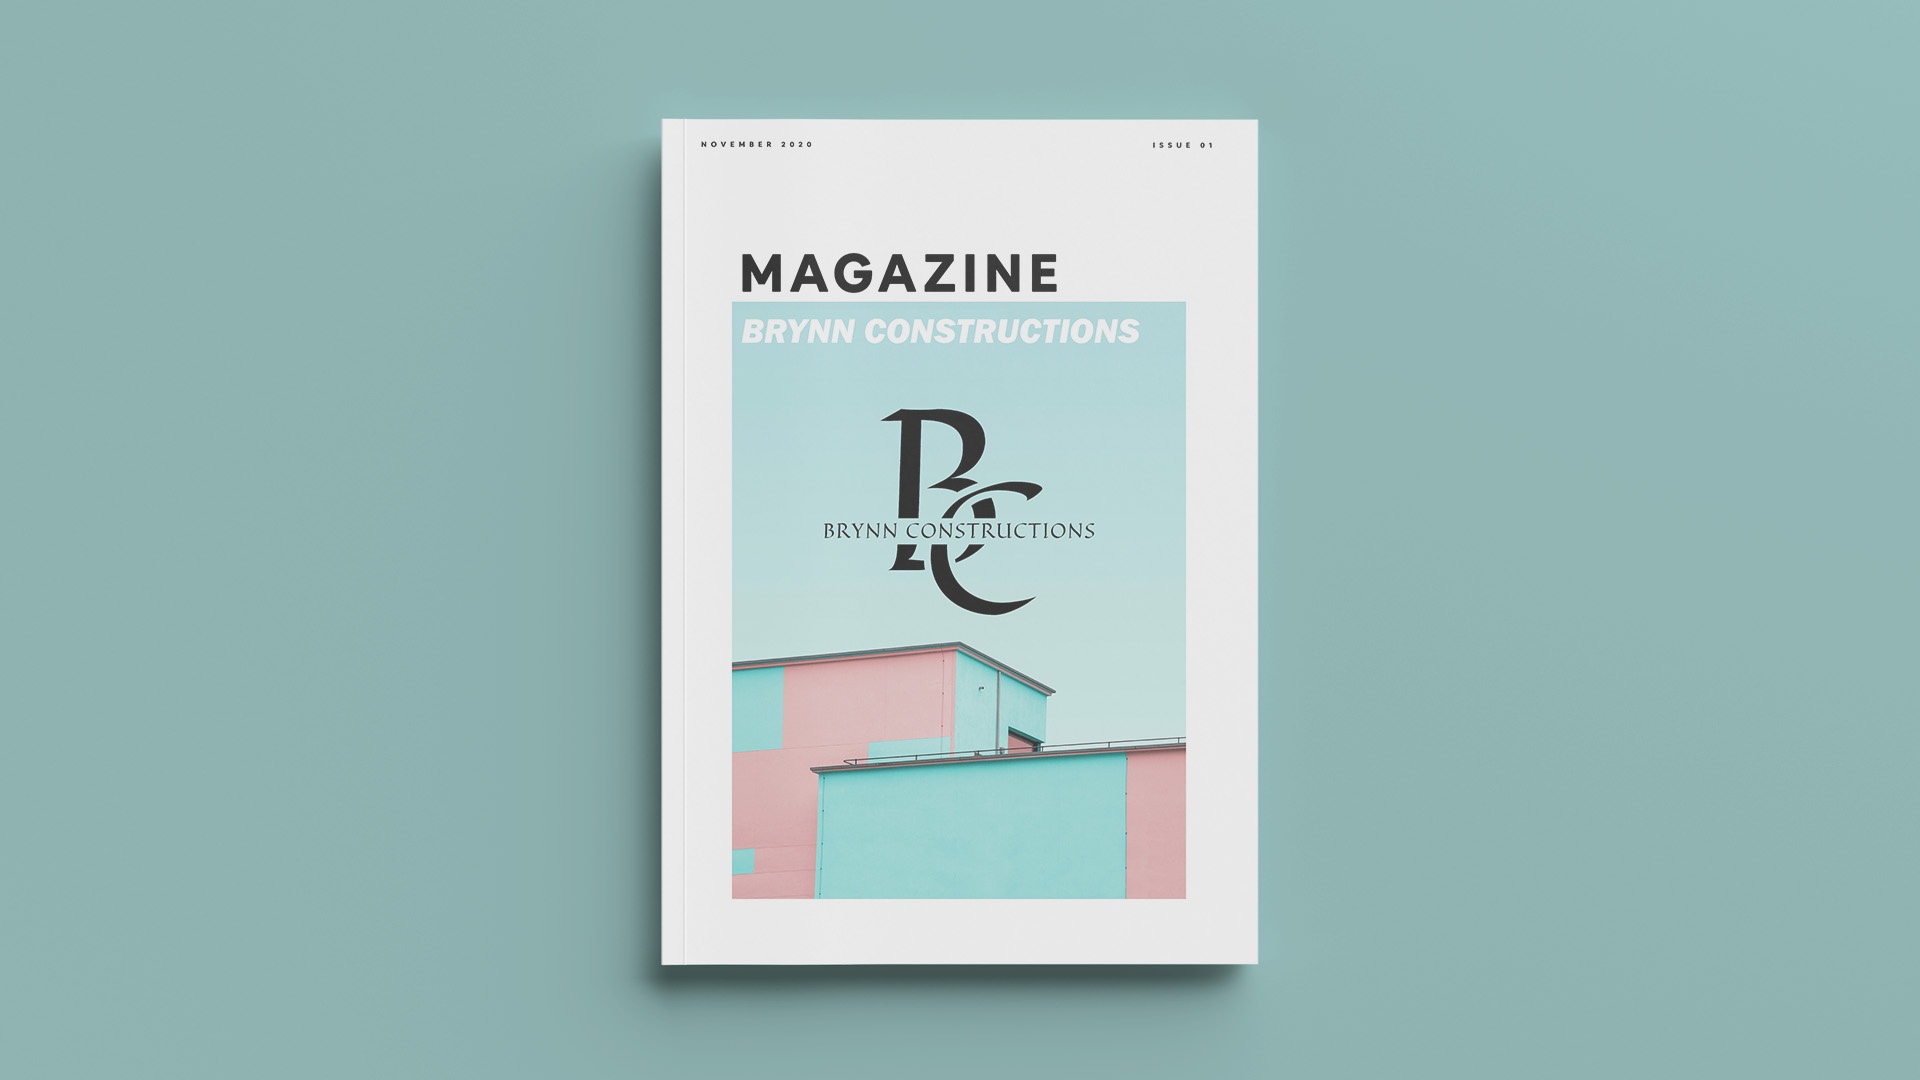 NOVEMBER 2020
ISSUE 01
MAGAZINE
BRYNN CONSTRUCTIONS
BC
BRYNN CONSTRUCTIONS